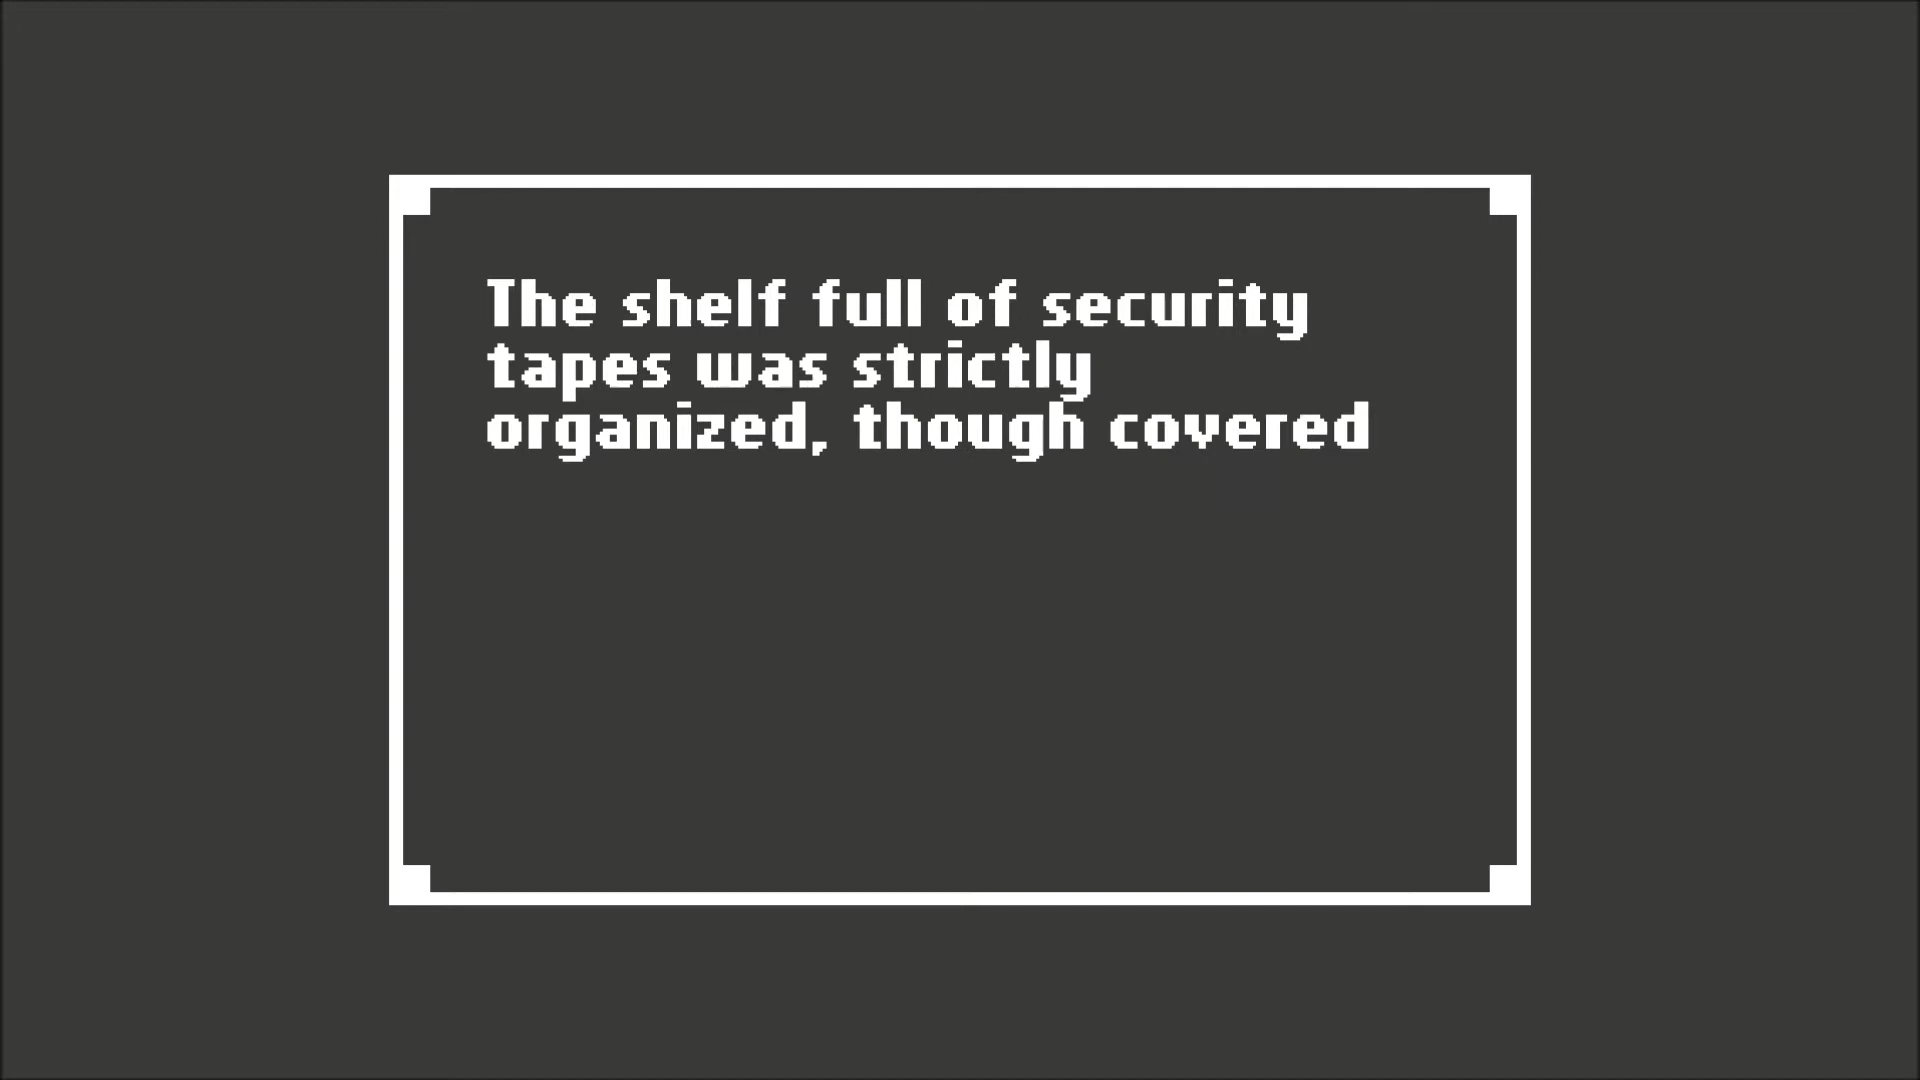 The shelf full of security
tapes was strictly
organized, though covered